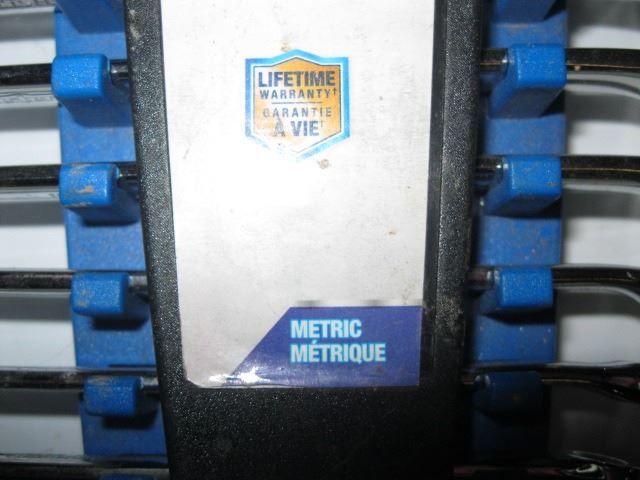 LIFETIME
WARRANTY†
GARANTIE
À VIE†
METRIC
MÉTRIQUE